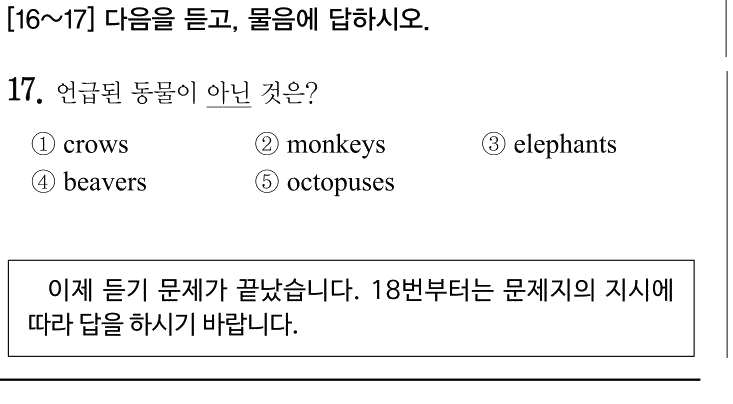 [16～17] 다음을 듣고, 물음에 답하시오.
17. 언급된 동물이 아닌 것은?
① crows ② monkeys ③ elephants
④ beavers ⑤ octopuses
이제 듣기 문제가 끝났습니다. 18번부터는 문제지의 지시에
따라 답을 하시기 바랍니다.